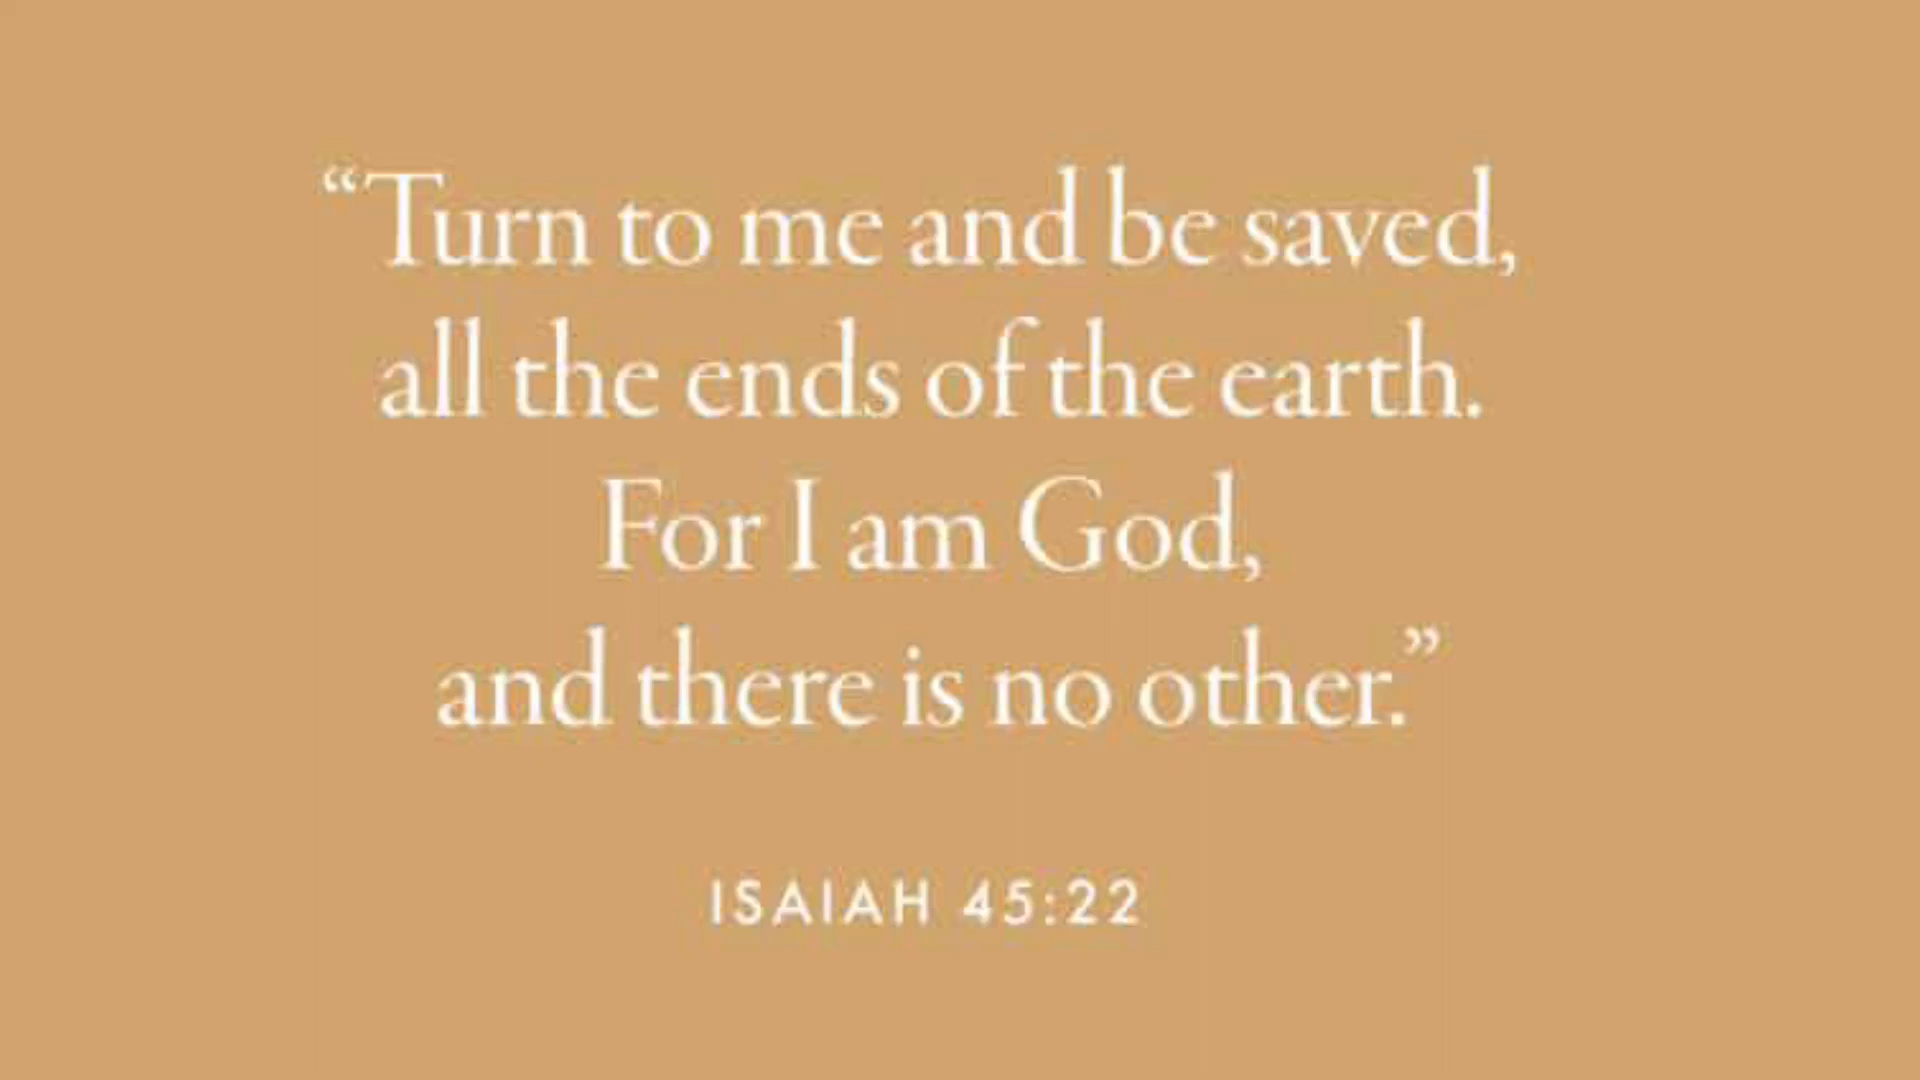 “Turn to me and be saved,
all the ends of the earth.
For I am God,
and there is no other.”
ISAIAH 45:22